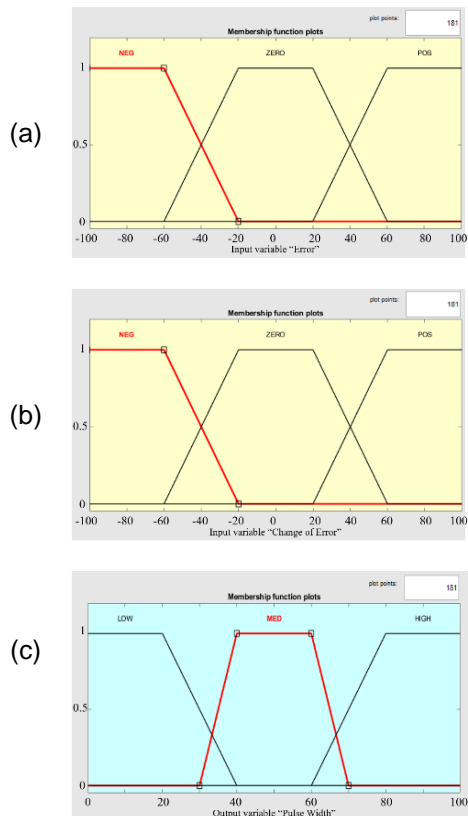 plot points: 181
Membership function plots
NEG ZERO POS
(a)
1
0.5
0
-100 -80 -60 -40 -20 0 20 40 60 80 100
Input variable “Error”
plot points: 181
Membership function plots
NEG ZERO POS
(b)
1
0.5
0
-100 -80 -60 -40 -20 0 20 40 60 80 100
Input variable “Change of Error”
plot points: 181
Membership function plots
LOW MED HIGH
(c)
1
0.5
0
0 20 40 60 80 100
Output variable “Pulse Width”